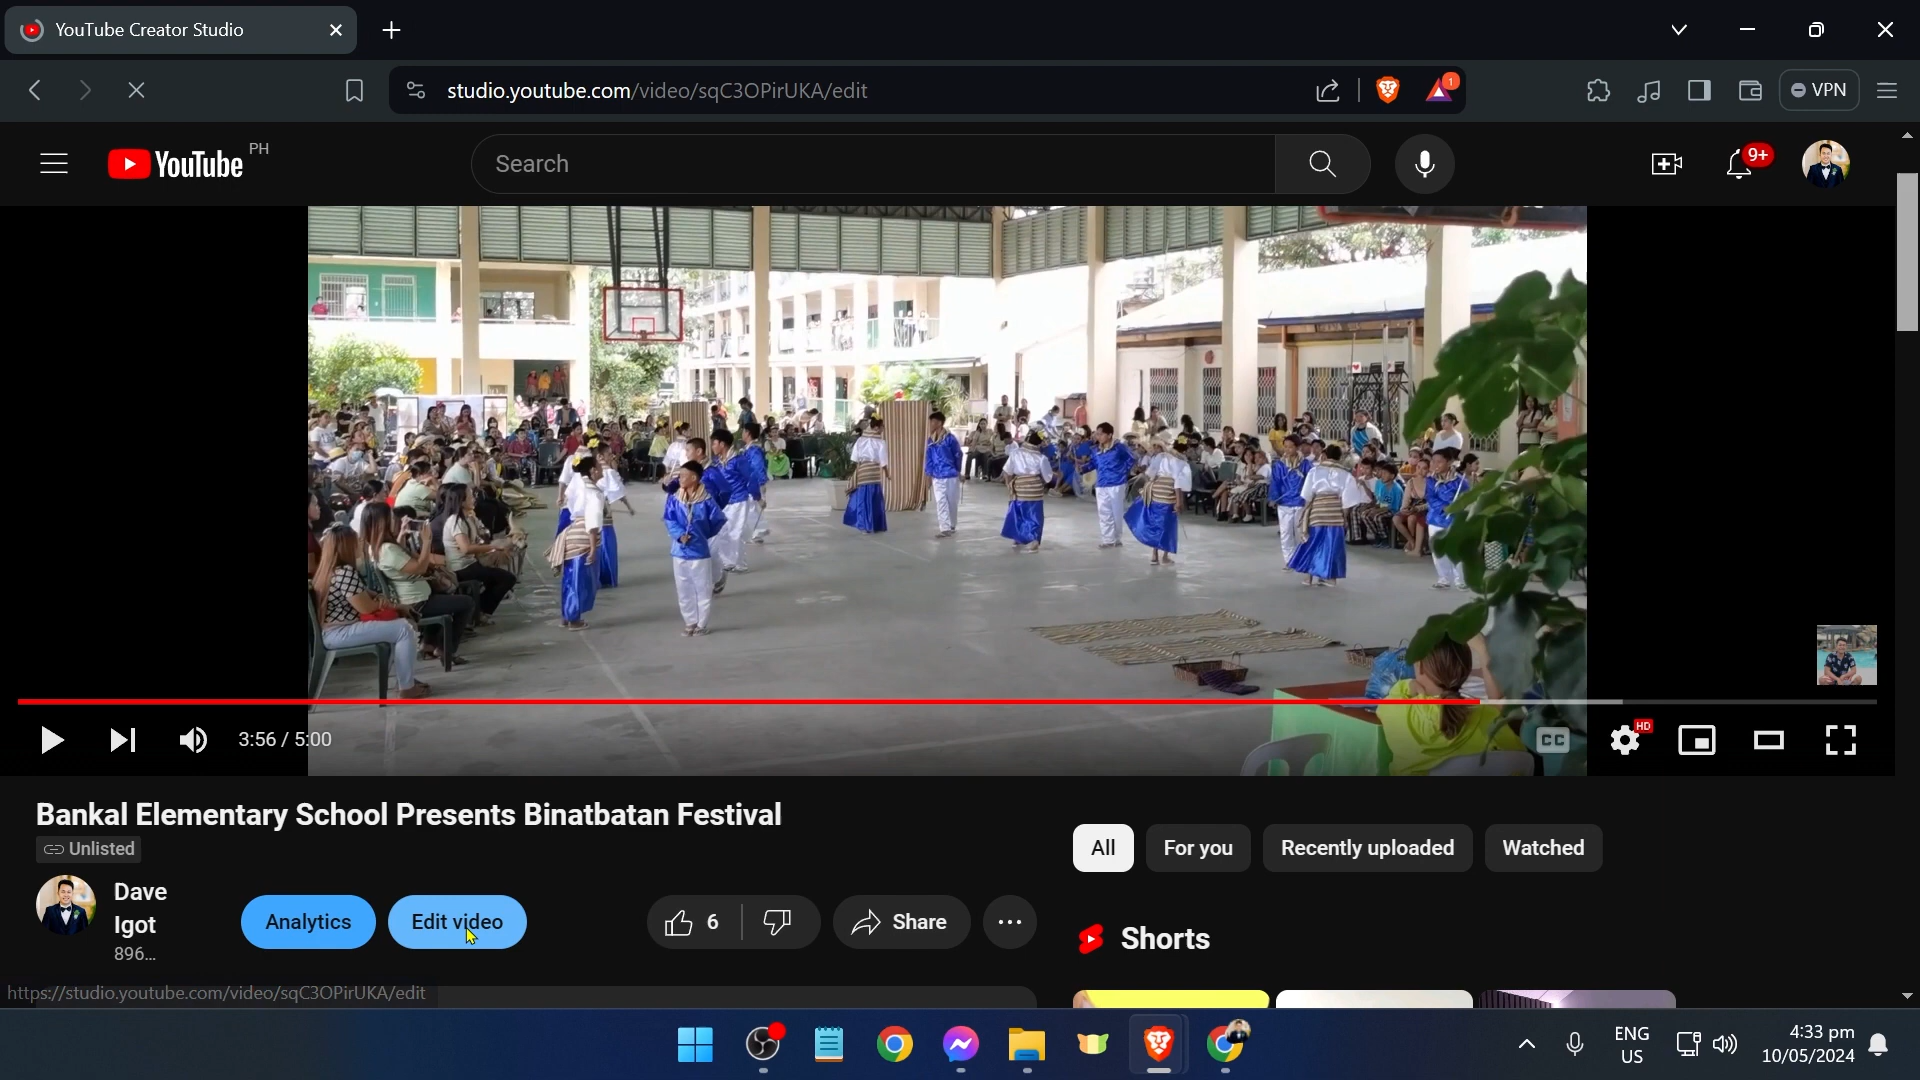 YouTube Creator Studio
studio.youtube.com/video/sqC3OPirUKA/edit
1
VPN
YouTube PH
Search
9+
3:56 / 5:00
CC
HD
Bankal Elementary School Presents Binatbatan Festival
Unlisted
All
For you
Recently uploaded
Watched
Dave
Igot
896...
Analytics
Edit video
6
Share
Shorts
https://studio.youtube.com/video/sqC3OPirUKA/edit
ENG
US
4:33 pm
10/05/2024